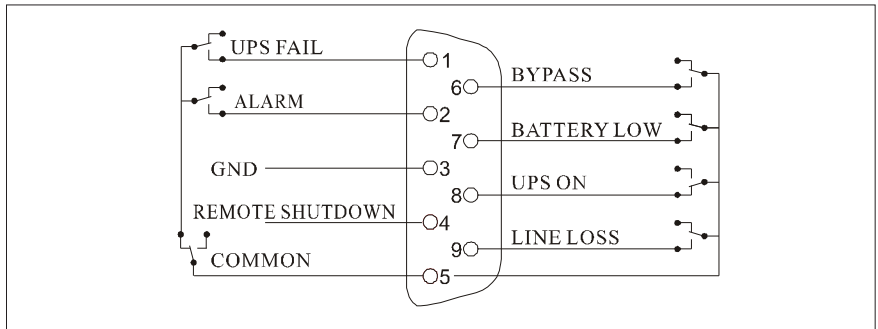 UPS FAIL
1
6
BYPASS
ALARM
2
7
BATTERY LOW
GND
3
8
UPS ON
REMOTE SHUTDOWN
4
9
LINE LOSS
COMMON
5